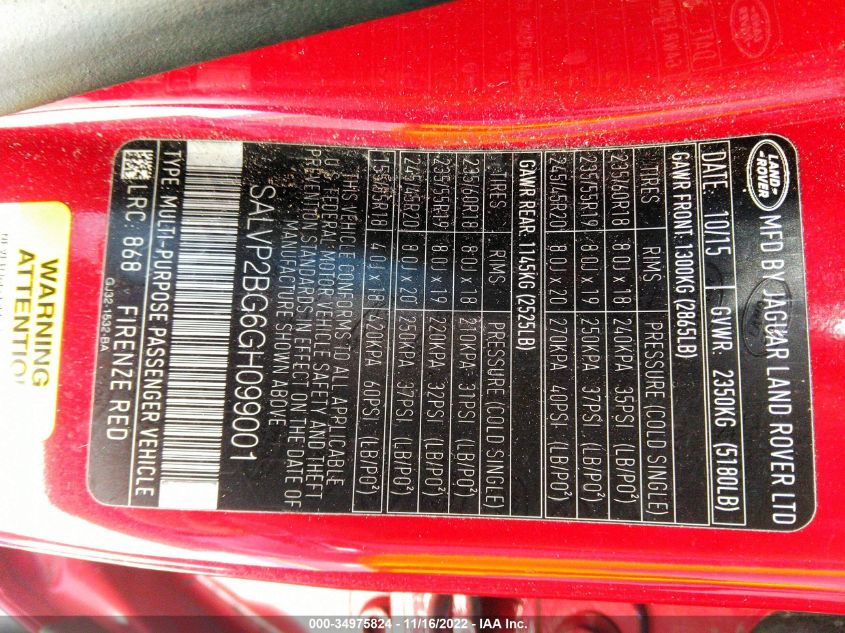 LAND-
ROVER
MFD BY JAGUAR LAND ROVER LTD
DATE: 10/15 GVWR: 2350KG (5180LB)
GAWR FRONT: 1300KG (2865LB)
TIRES RIMS PRESSURE (COLD SINGLE)
235/60R18 8.0J x 18 240KPA 35PSI (LB/PO²)
235/55R19 8.0J x 19 250KPA 37PSI (LB/PO²)
245/45R20 8.0J x 20 270KPA 40PSI (LB/PO²)
GAWR REAR: 1145KG (2525LB)
TIRES RIMS PRESSURE (COLD SINGLE)
235/60R18 8.0J x 18 210KPA 31PSI (LB/PO²)
235/55R19 8.0J x 19 220KPA 32PSI (LB/PO²)
245/45R20 8.0J x 20 250KPA 37PSI (LB/PO²)
4.0J x 18 420KPA 60PSI (LB/PO²)
THIS VEHICLE CONFORMS TO ALL APPLICABLE
U.S. FEDERAL MOTOR VEHICLE SAFETY AND THEFT
PREVENTION STANDARDS IN EFFECT ON THE DATE OF
MANUFACTURE SHOWN ABOVE
SALVP2BG6GH099001
TYPE: MULTI-PURPOSE PASSENGER VEHICLE
LRC: 868 FIRENZE RED
GJ32-1532-BA
WARNING
ATTENTIO
000-34975824 - 11/16/2022 - IAA Inc.